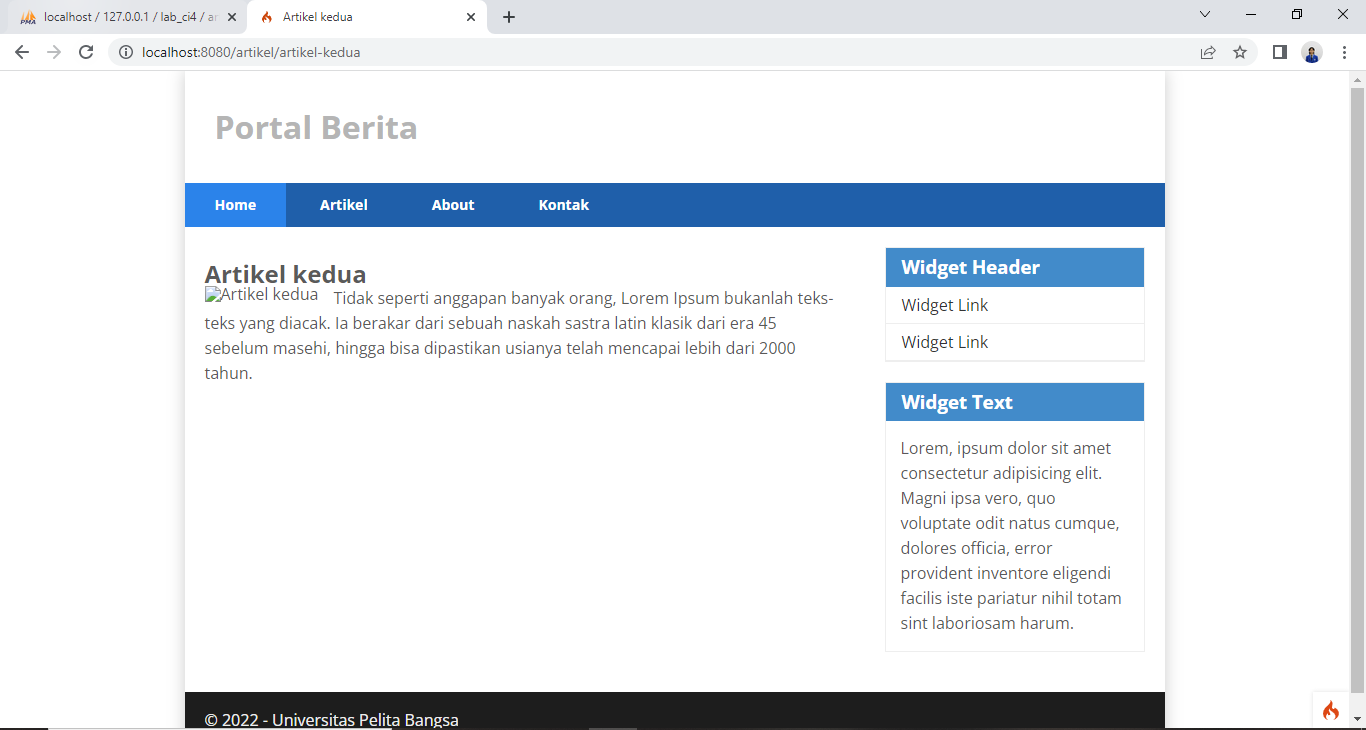 PMA localhost / 127.0.0.1 / lab_ci4 / ar
Artikel kedua
localhost:8080/artikel/artikel-kedua
Portal Berita
Home Artikel About Kontak
Artikel kedua
Artikel kedua Tidak seperti anggapan banyak orang, Lorem Ipsum bukanlah teks-
teks yang diacak. Ia berakar dari sebuah naskah sastra latin klasik dari era 45
sebelum masehi, hingga bisa dipastikan usianya telah mencapai lebih dari 2000
tahun.
Widget Header
Widget Link
Widget Link
Widget Text
Lorem, ipsum dolor sit amet
consectetur adipisicing elit.
Magni ipsa vero, quo
voluptate odit natus cumque,
dolores officia, error
provident inventore eligendi
facilis iste pariatur nihil totam
sint laboriosam harum.
© 2022 - Universitas Pelita Bangsa